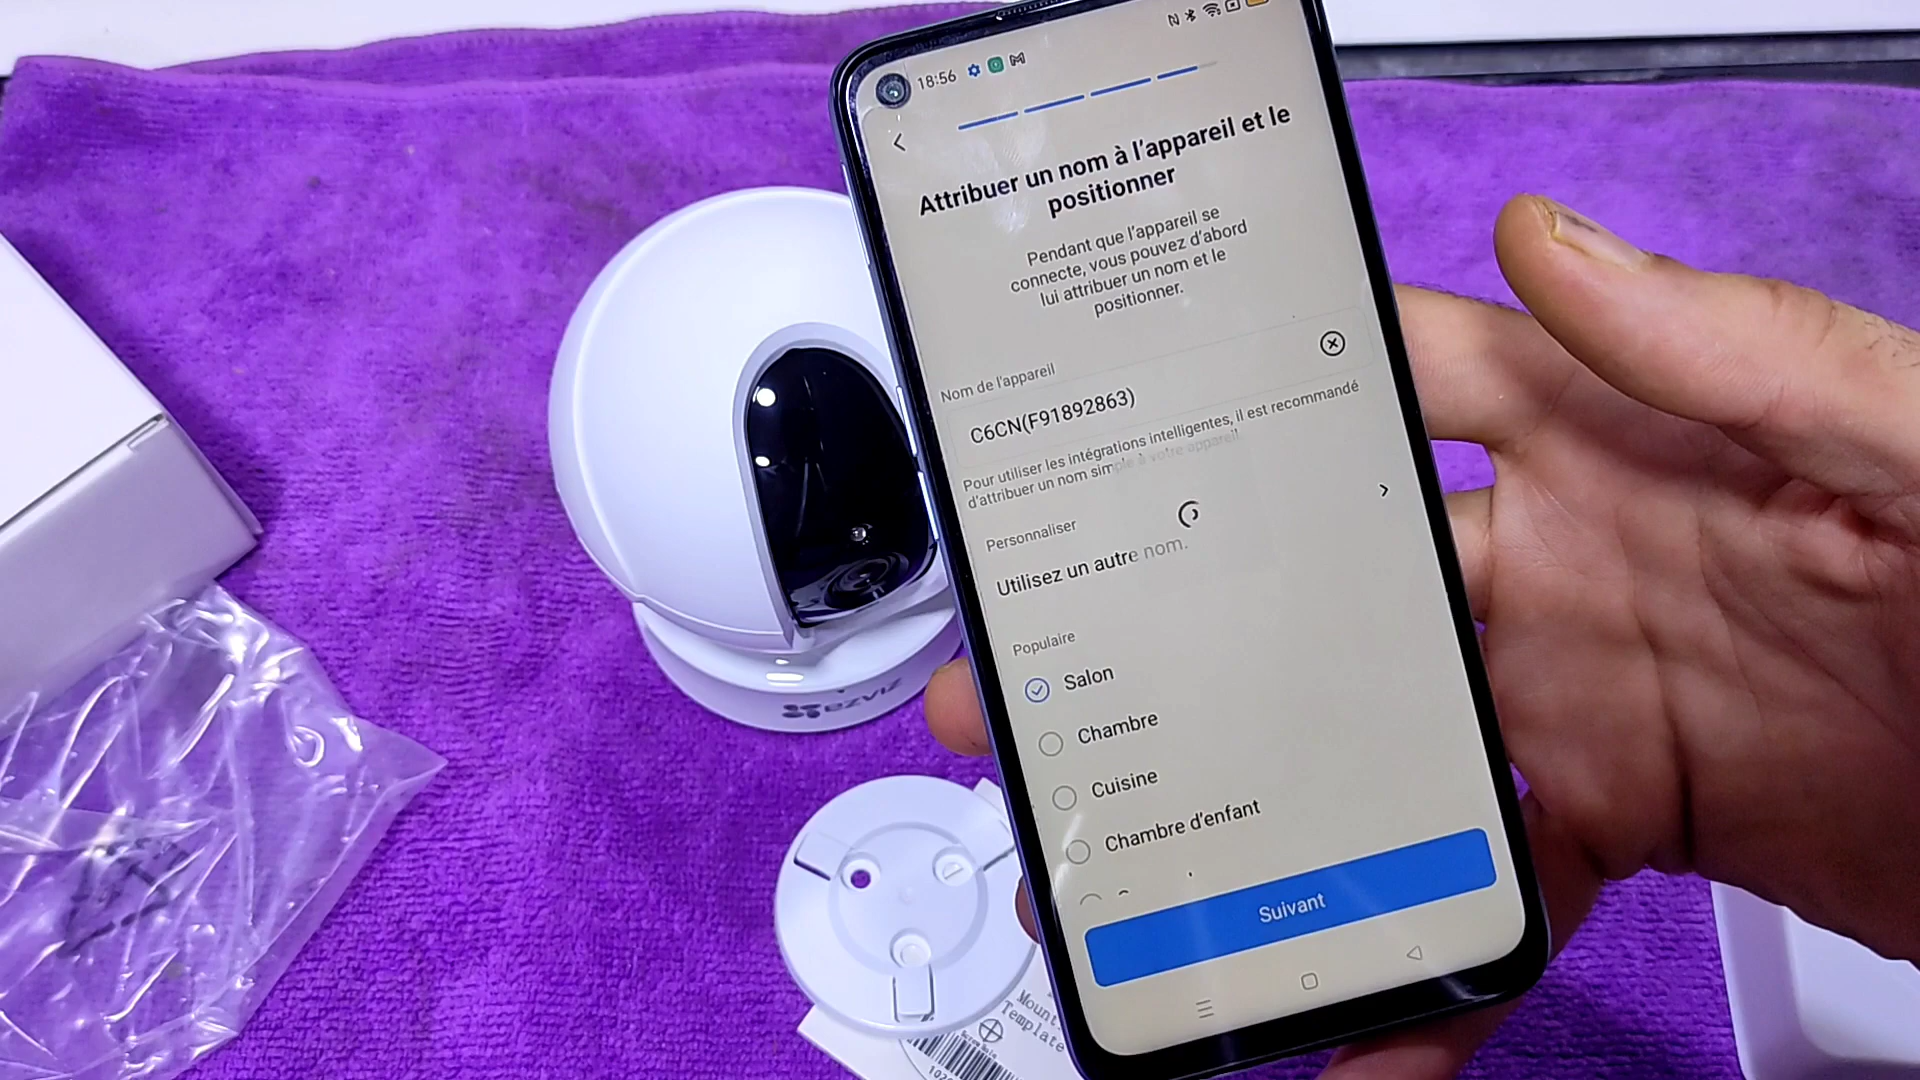 18:56
Attribuer un nom à l'appareil et le
positionner
Pendant que l'appareil se
connecte, vous pouvez d'abord
lui attribuer un nom et le
positionner.
Nom de l'appareil
C6CN(F91892863)
Pour utiliser les intégrations intelligentes, il est recommandé
d'attribuer un nom simple à votre appareil
Personnaliser
Utilisez un autre nom.
Populaire
Salon
Chambre
Cuisine
Chambre d'enfant
Suivant
ezviz
Mount
Template
Screw Hole